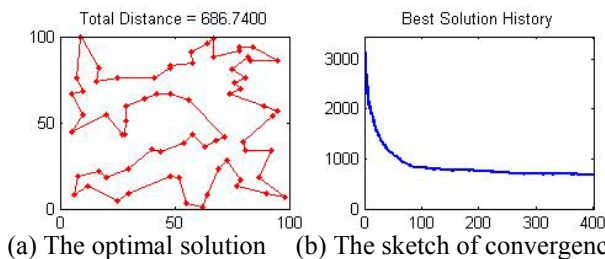 Total Distance = 686.7400
100
50
0
0 50 100
(a) The optimal solution
Best Solution History
3000
2000
1000
0
0 100 200 300 400
(b) The sketch of convergenc